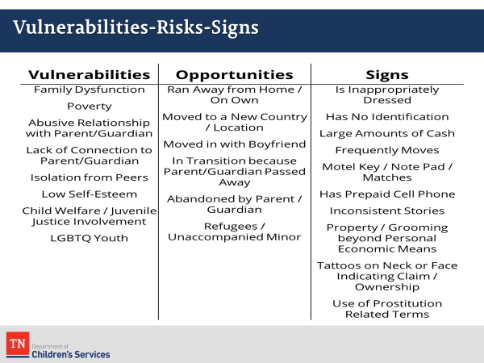 Vulnerabilities-Risks-Signs
Vulnerabilities
Family Dysfunction
Poverty
Abusive Relationship
with Parent/Guardian
Lack of Connection to
Parent/Guardian
Isolation from Peers
Low Self-Esteem
Child Welfare / Juvenile
Justice Involvement
LGBTQ Youth
Opportunities
Ran Away from Home /
On Own
Moved to a New Country
/ Location
Moved in with Boyfriend
In Transition because
Parent/Guardian Passed
Away
Abandoned by Parent /
Guardian
Refugees /
Unaccompanied Minor
Signs
Is Inappropriately
Dressed
Has No Identification
Large Amounts of Cash
Frequently Moves
Motel Key / Note Pad /
Matches
Has Prepaid Cell Phone
Inconsistent Stories
Property / Grooming
beyond Personal
Economic Means
Tattoos on Neck or Face
Indicating Claim /
Ownership
Use of Prostitution
Related Terms
TN
Department of
Children's Services